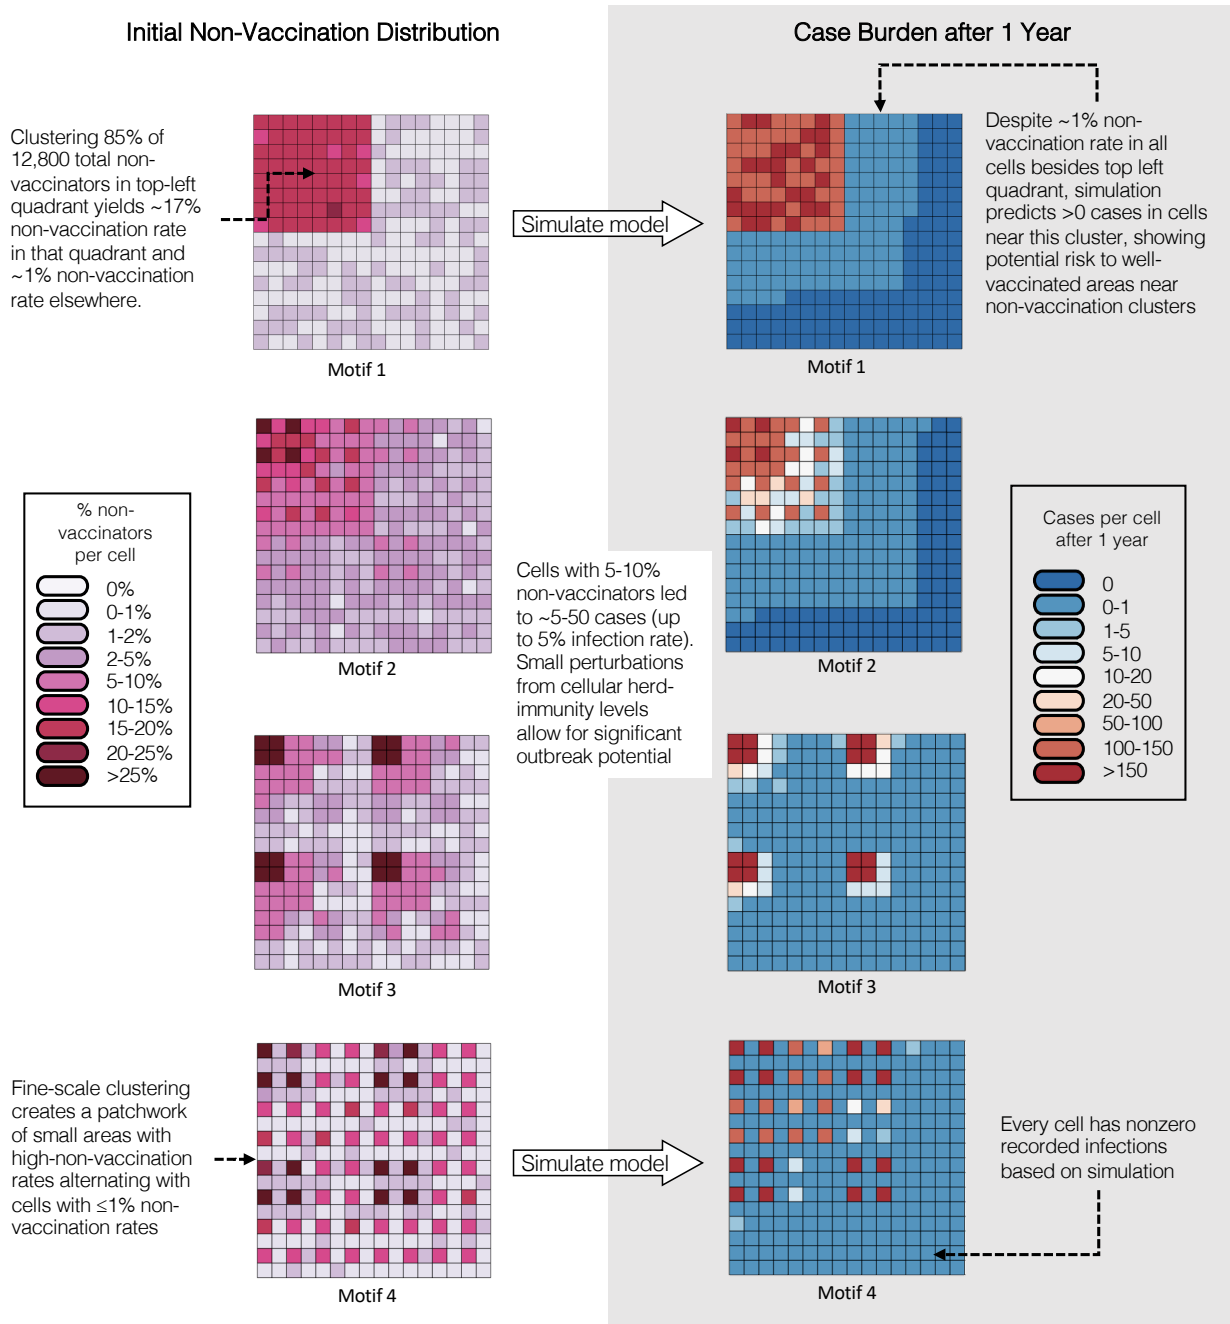 Initial Non-Vaccination Distribution
Case Burden after 1 Year
Clustering 85% of
12,800 total non-
vaccinators in top-left
quadrant yields ~17%
non-vaccination rate
in that quadrant and
~1% non-vaccination
rate elsewhere.
Simulate model
Despite ~1% non-
vaccination rate in all
cells besides top left
quadrant, simulation
predicts >0 cases in cells
near this cluster, showing
potential risk to well-
vaccinated areas near
non-vaccination clusters
Motif 1
Motif 1
% non-
vaccinators
per cell
0%
0-1%
1-2%
2-5%
5-10%
10-15%
15-20%
20-25%
>25%
Motif 2
Cells with 5-10%
non-vaccinators led
to ~5-50 cases (up
to 5% infection rate).
Small perturbations
from cellular herd-
immunity levels
allow for significant
outbreak potential
Motif 2
Cases per cell
after 1 year
0
0-1
1-5
5-10
10-20
20-50
50-100
100-150
>150
Motif 3
Motif 3
Fine-scale clustering
creates a patchwork
of small areas with
high-non-vaccination
rates alternating with
cells with ≤1% non-
vaccination rates
Simulate model
Every cell has nonzero
recorded infections
based on simulation
Motif 4
Motif 4